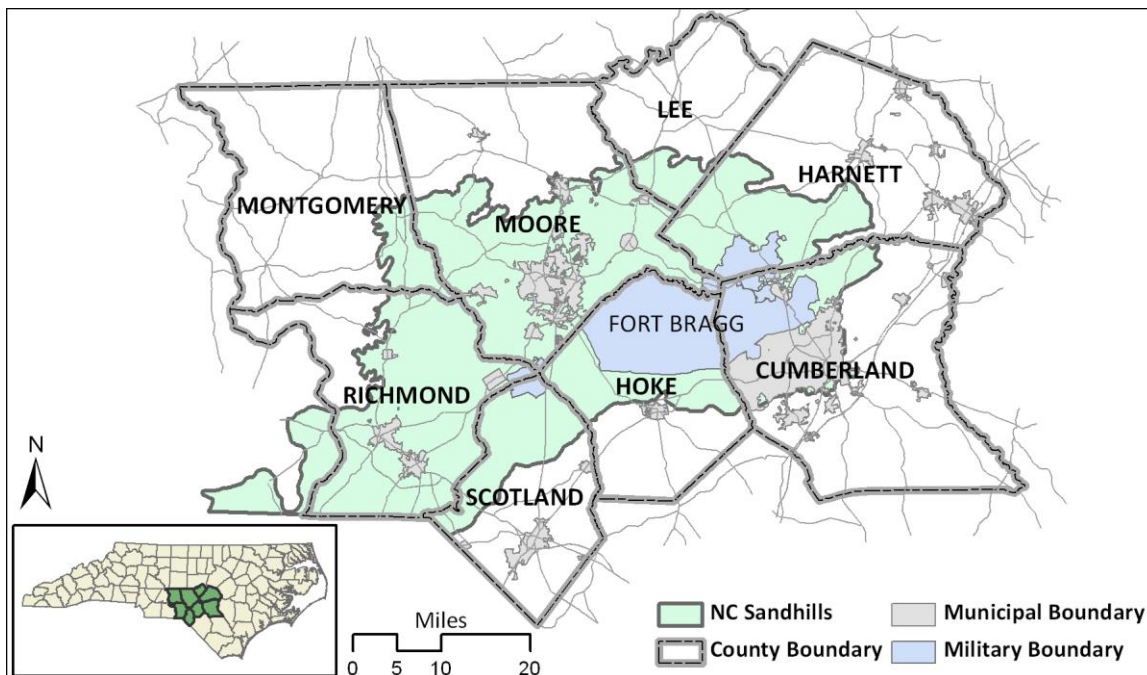 LEE
HARNETT
MONTGOMERY
MOORE
FORT BRAGG
CUMBERLAND
HOKE
RICHMOND
SCOTLAND
N
Miles
0 5 10 20
NC Sandhills
County Boundary
Municipal Boundary
Military Boundary